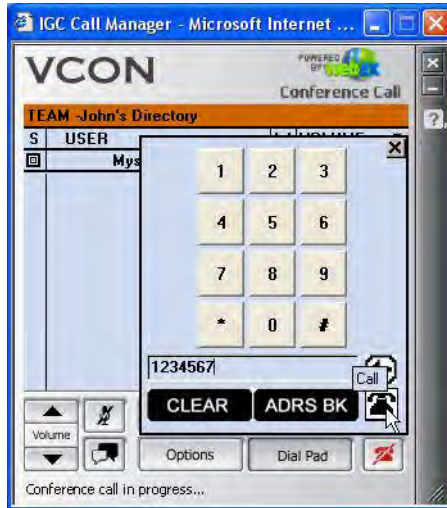 IGC Call Manager - Microsoft Internet ...
VCON
POWERED
BY webex
Conference Call
TEAM -John's Directory
S USER
Mys
1 2 3
4 5 6
7 8 9
* 0 #
1234567
Call
CLEAR ADRS BK
Volume
Options Dial Pad
Conference call in progress...